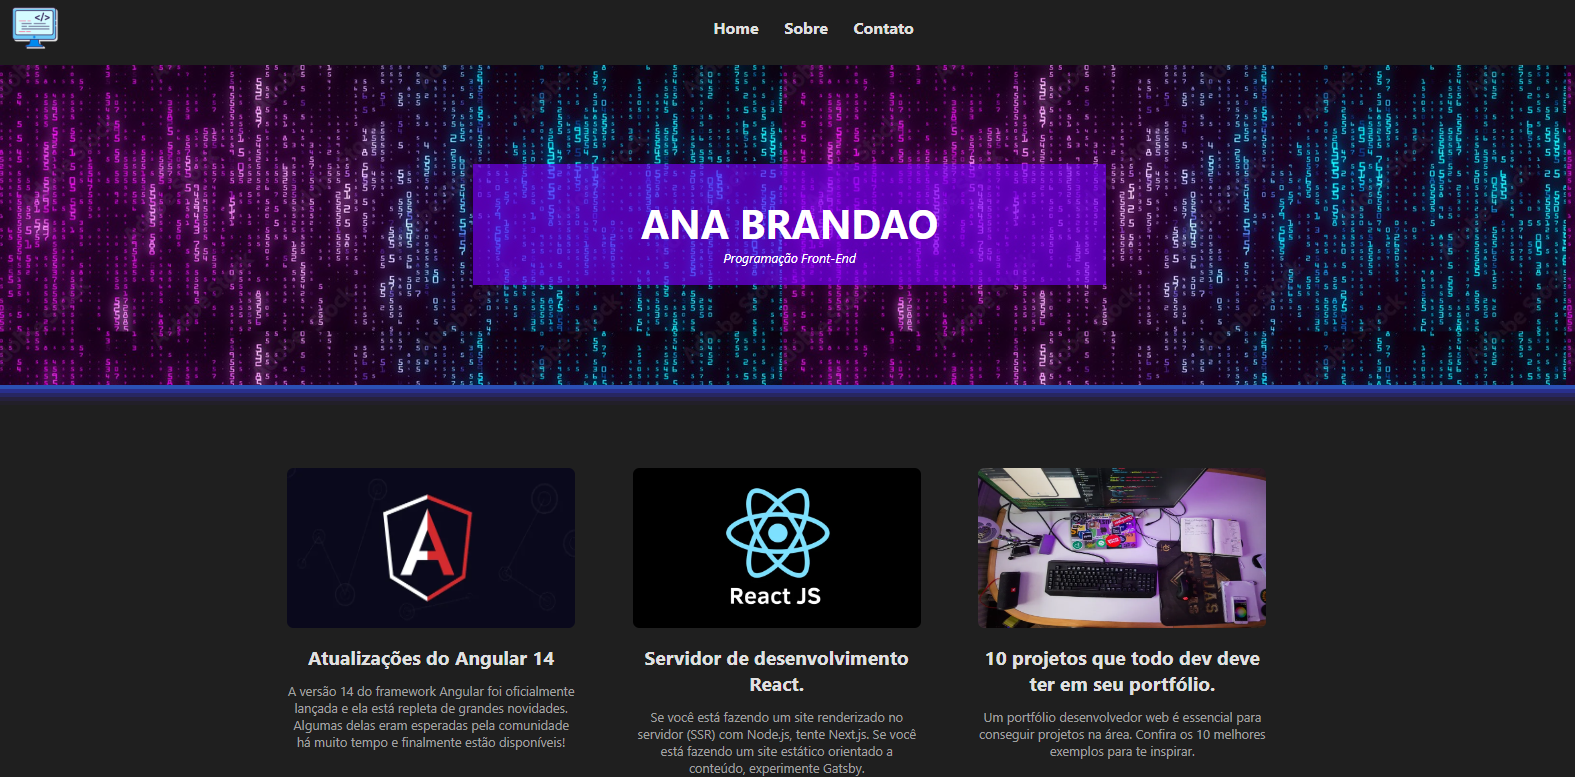 Home Sobre Contato
ANA BRANDAO
Programação Front-End
React JS
Atualizações do Angular 14
A versão 14 do framework Angular foi oficialmente
lançada e ela está repleta de grandes novidades.
Algumas delas eram esperadas pela comunidade
há muito tempo e finalmente estão disponíveis!
Servidor de desenvolvimento
React.
Se você está fazendo um site renderizado no
servidor (SSR) com Node.js, tente Next.js. Se você
está fazendo um site estático orientado a
conteúdo, experimente Gatsby.
10 projetos que todo dev deve
ter em seu portfólio.
Um portfólio desenvolvedor web é essencial para
conseguir projetos na área. Confira os 10 melhores
exemplos para te inspirar.